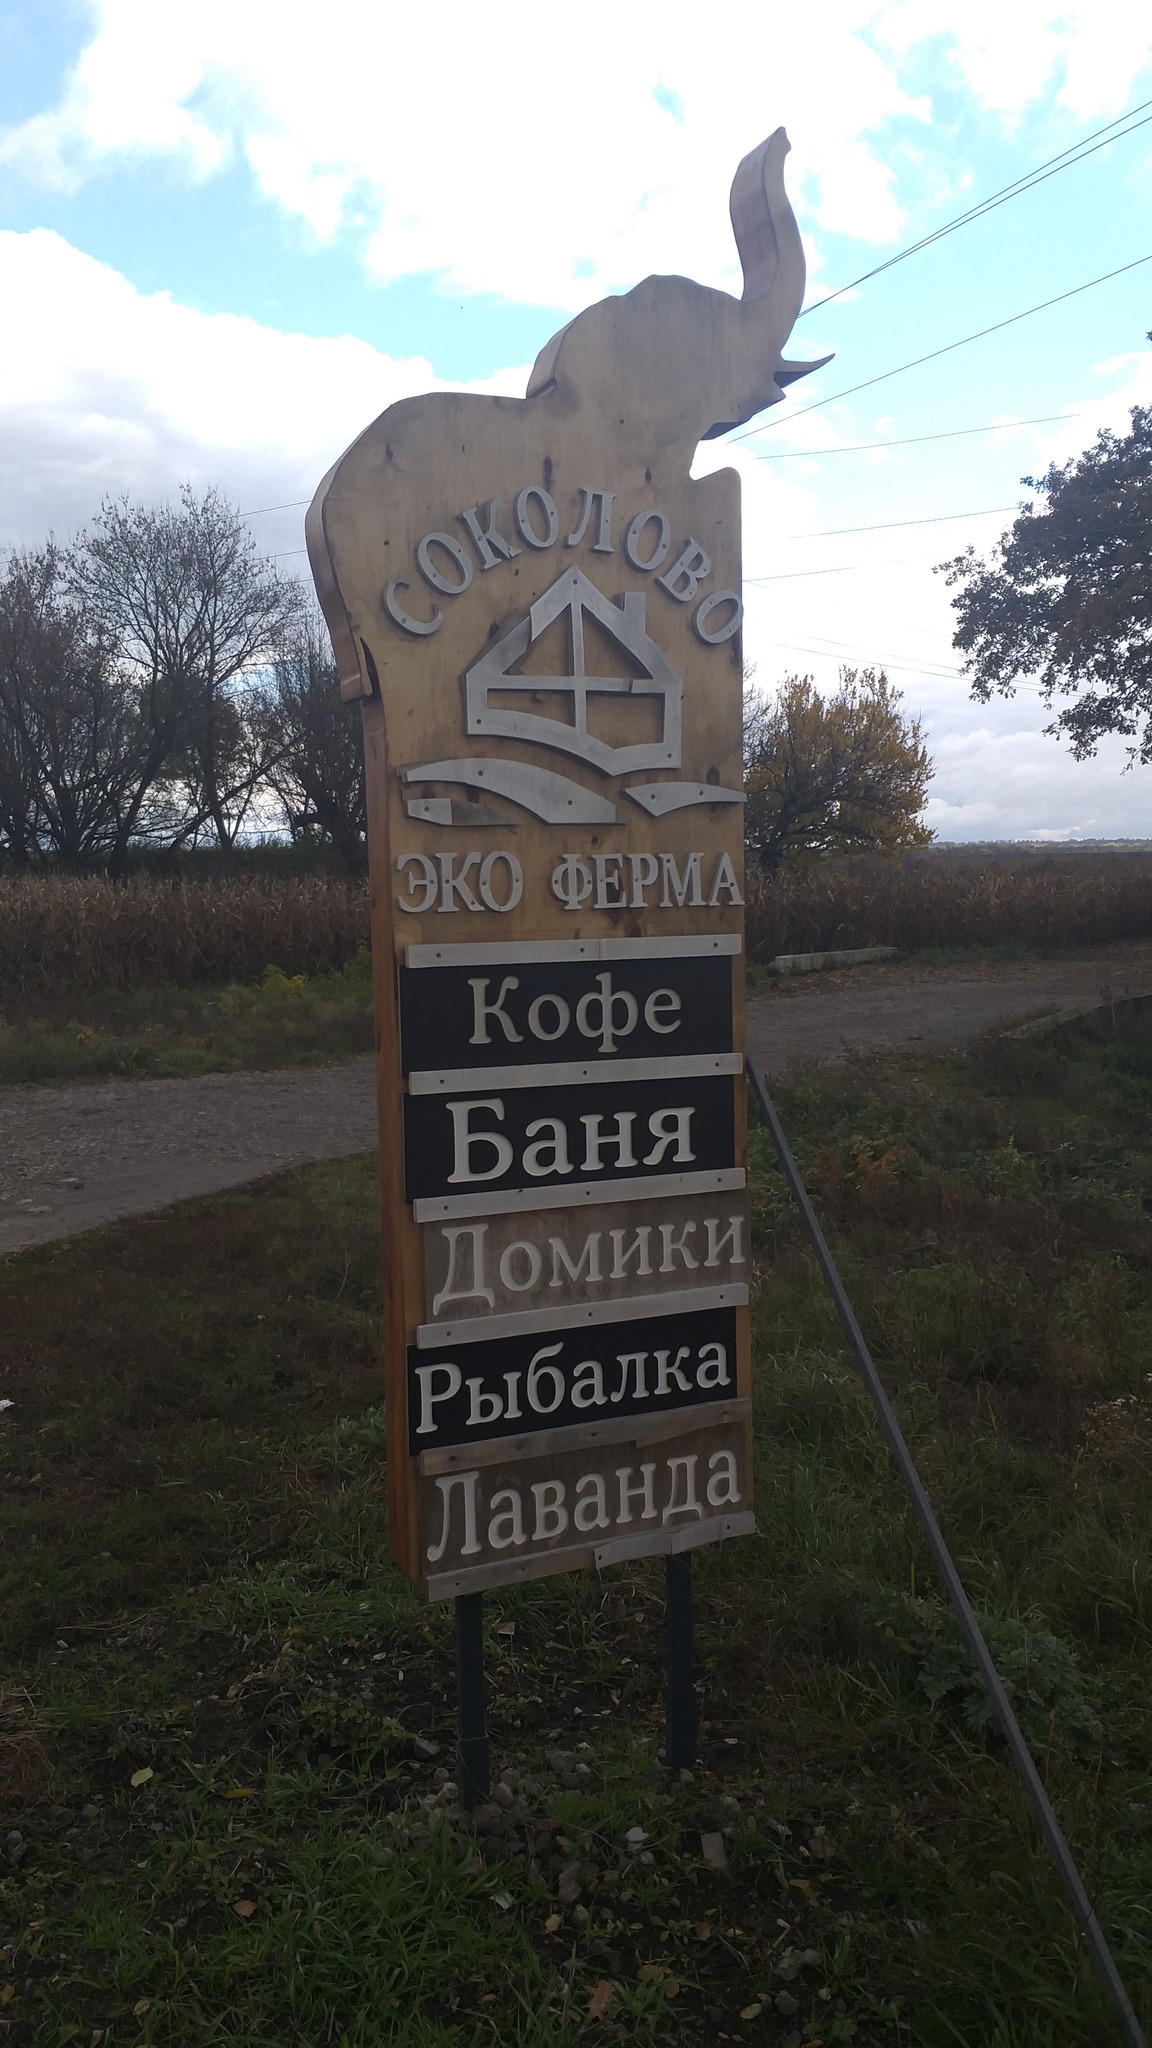 СОКОЛОВО
ЭКО ФЕРМА
Кофе
Баня
Домики
Рыбалка
Лаванда